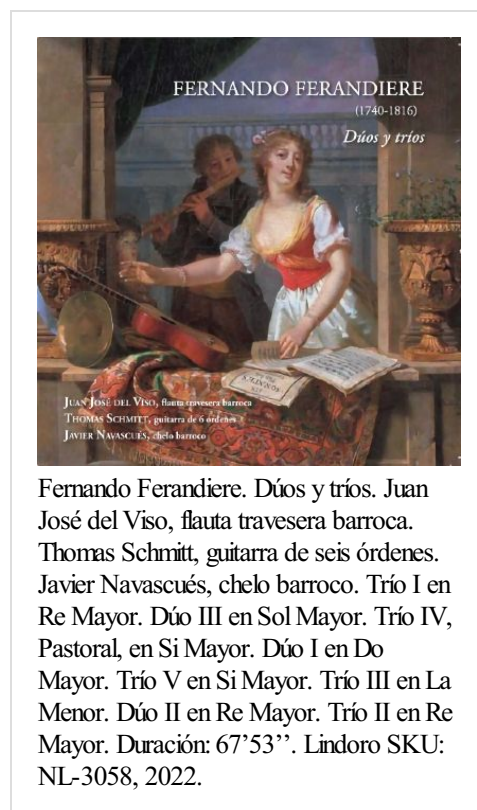 FERNANDO FERANDIERE
(1740-1816)
Dúos y tríos
JUAN JOSÉ DEL VISO, flauta travesera barroca
THOMAS SCHMITT, guitarra de 6 órdenes
JAVIER NAVASCUÉS, chelo barroco
Fernando Ferandiere. Dúos y tríos. Juan
José del Viso, flauta travesera barroca.
Thomas Schmitt, guitarra de seis órdenes.
Javier Navascués, chelo barroco. Trío I en
Re Mayor. Dúo III en Sol Mayor. Trío IV,
Pastoral, en Si Mayor. Dúo I en Do
Mayor. Trío V en Si Mayor. Trío III en La
Menor. Dúo II en Re Mayor. Trío II en Re
Mayor. Duración: 67’53’’. Lindoro SKU:
NL-3058, 2022.